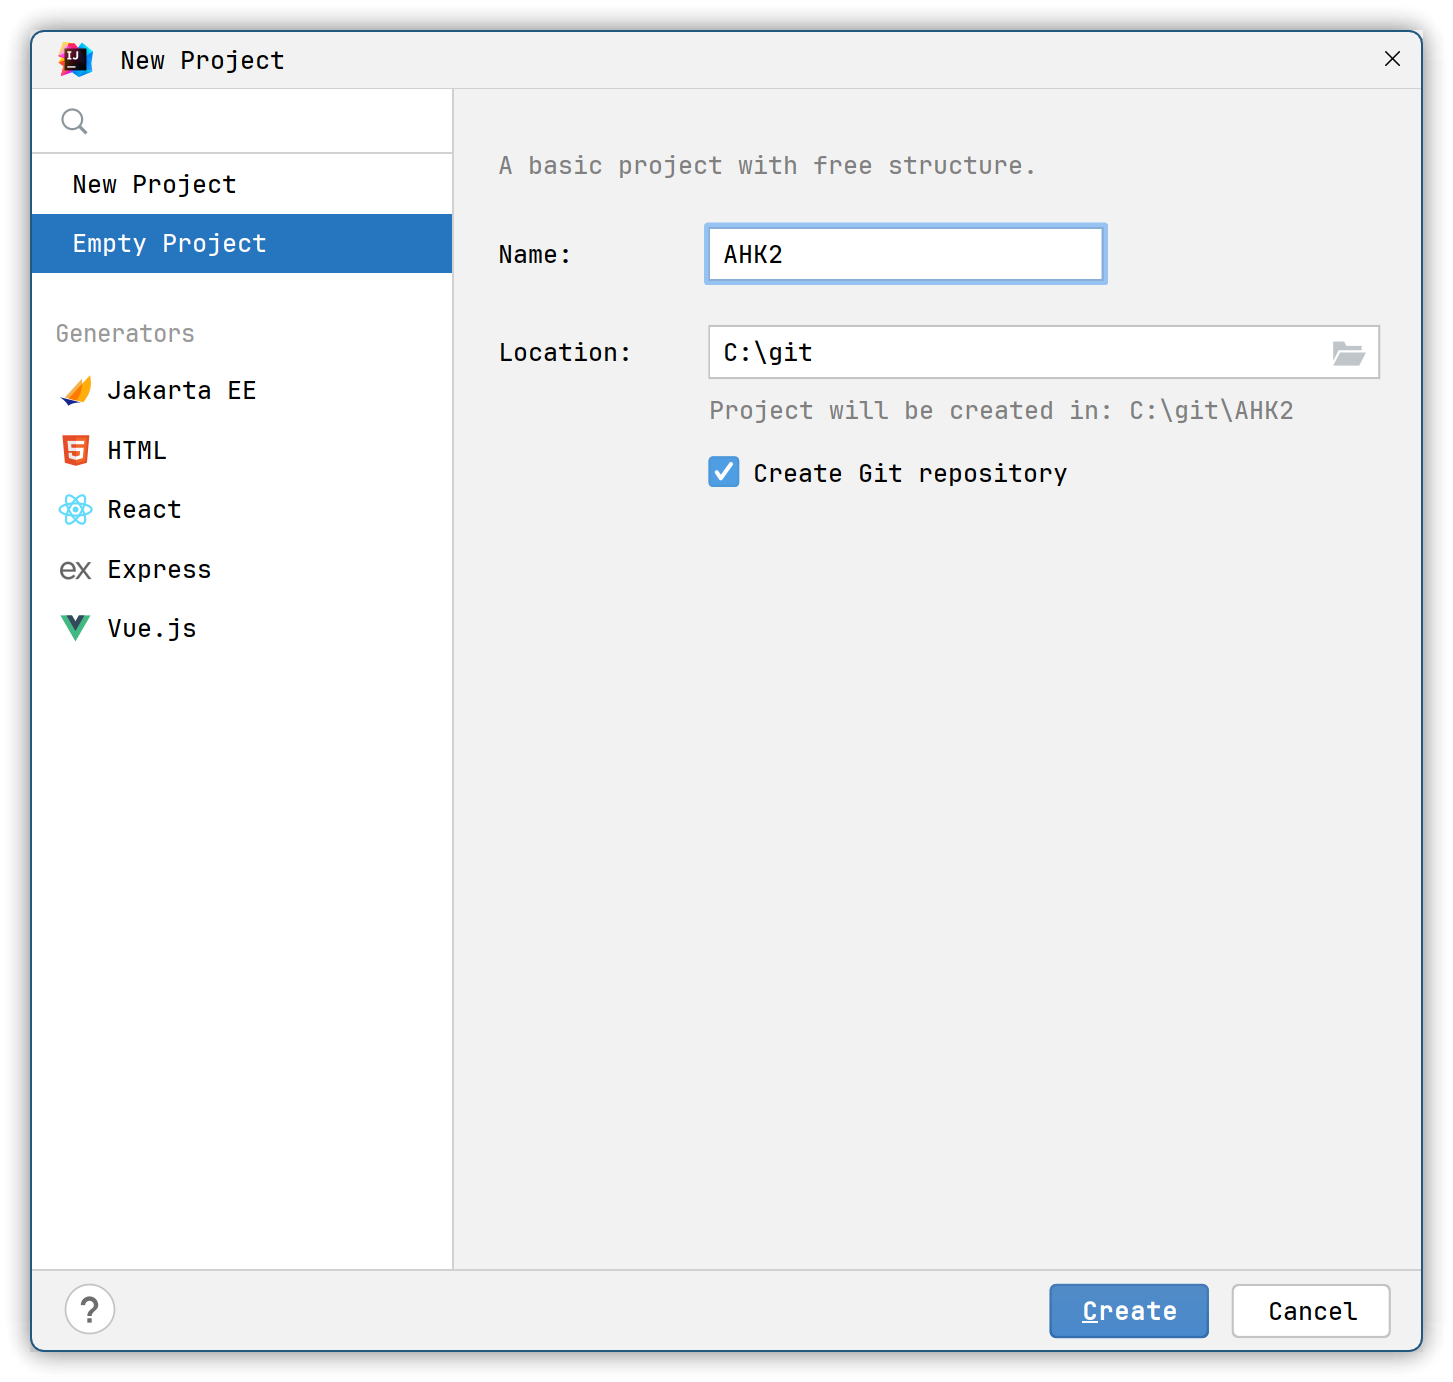 IJ
New Project
New Project
Empty Project
Generators
Jakarta EE
HTML
React
ex Express
Vue.js
A basic project with free structure.
Name: AHK2
Location: C:\git
Project will be created in: C:\git\AHK2
Create Git repository
?
Create
Cancel